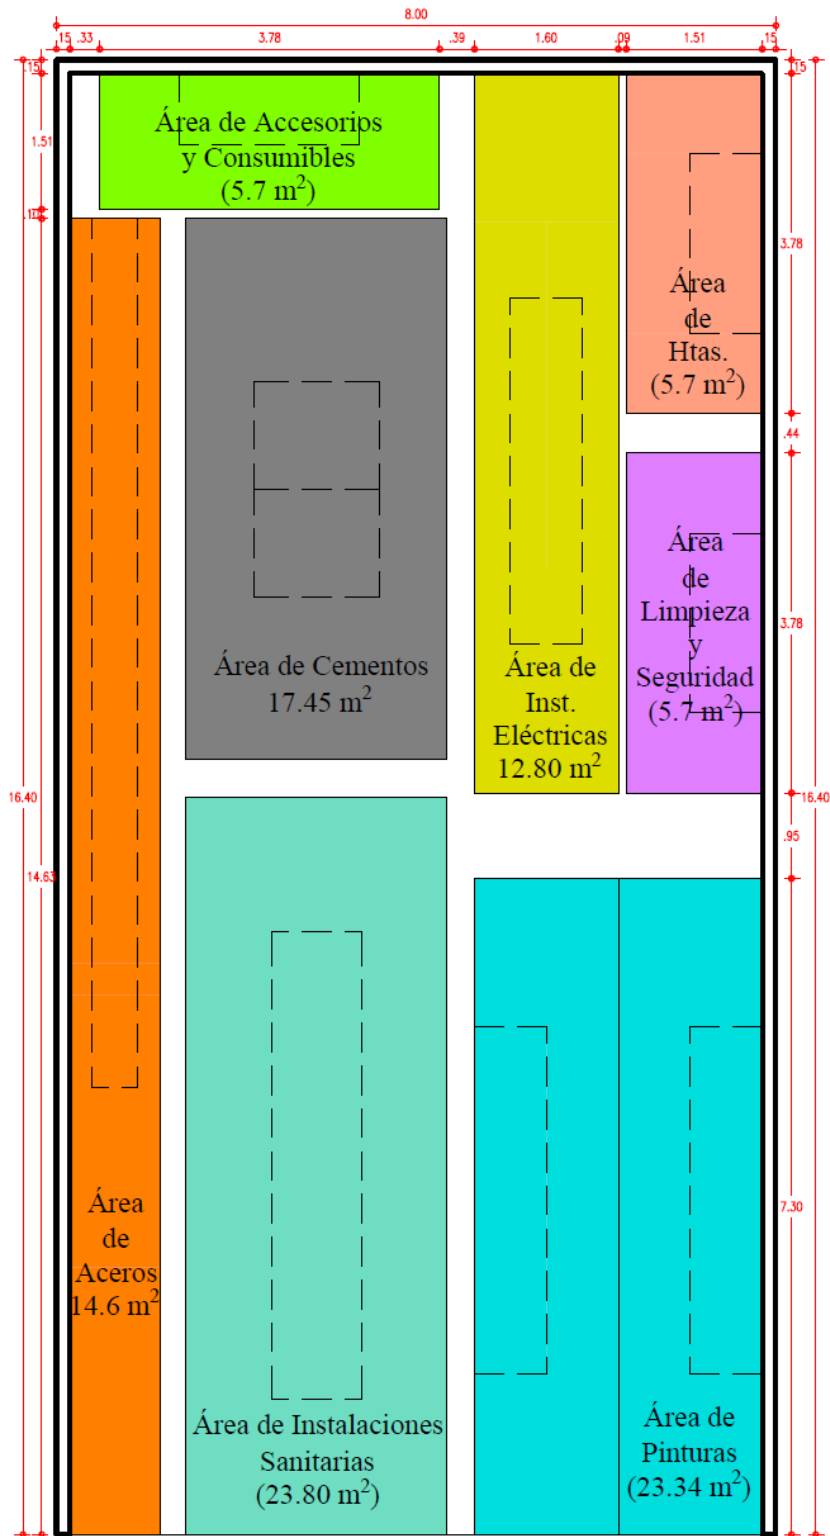 8.00
.15 .33 3.78 .39 1.60 .09 1.51 .15
.15
.15
1.51
.10
Área de Accesorios
y Consumibles
(5.7 m²)
3.78
Área
de
Htas.
(5.7 m²)
.44
Área
de
Limpieza
y
Seguridad
(5.7 m²)
3.78
Área de Cementos
17.45 m²
Área de
Inst.
Eléctricas
12.80 m²
16.40
16.40
.95
14.63
Área
de
Aceros
14.6 m²
7.30
Área de Instalaciones
Sanitarias
(23.80 m²)
Área de
Pinturas
(23.34 m²)